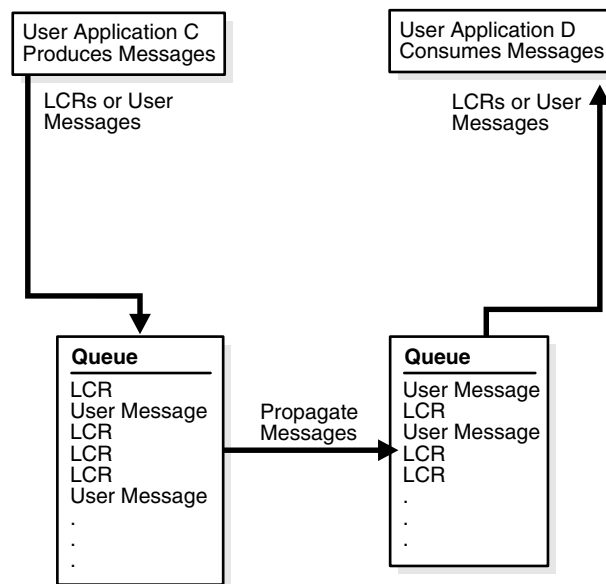 User Application C
Produces Messages
User Application D
Consumes Messages
LCRs or User
Messages
LCRs or User
Messages
Queue
LCR
User Message
LCR
LCR
LCR
User Message
.
.
.
Propagate
Messages
Queue
User Message
LCR
User Message
LCR
LCR
.
.
.